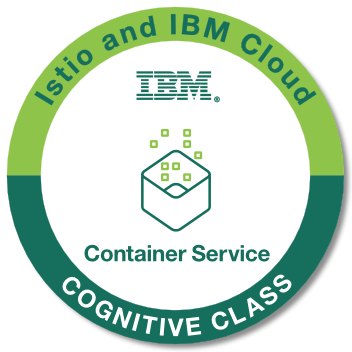 Istio and IBM Cloud
IBM®
Container Service
COGNITIVE CLASS